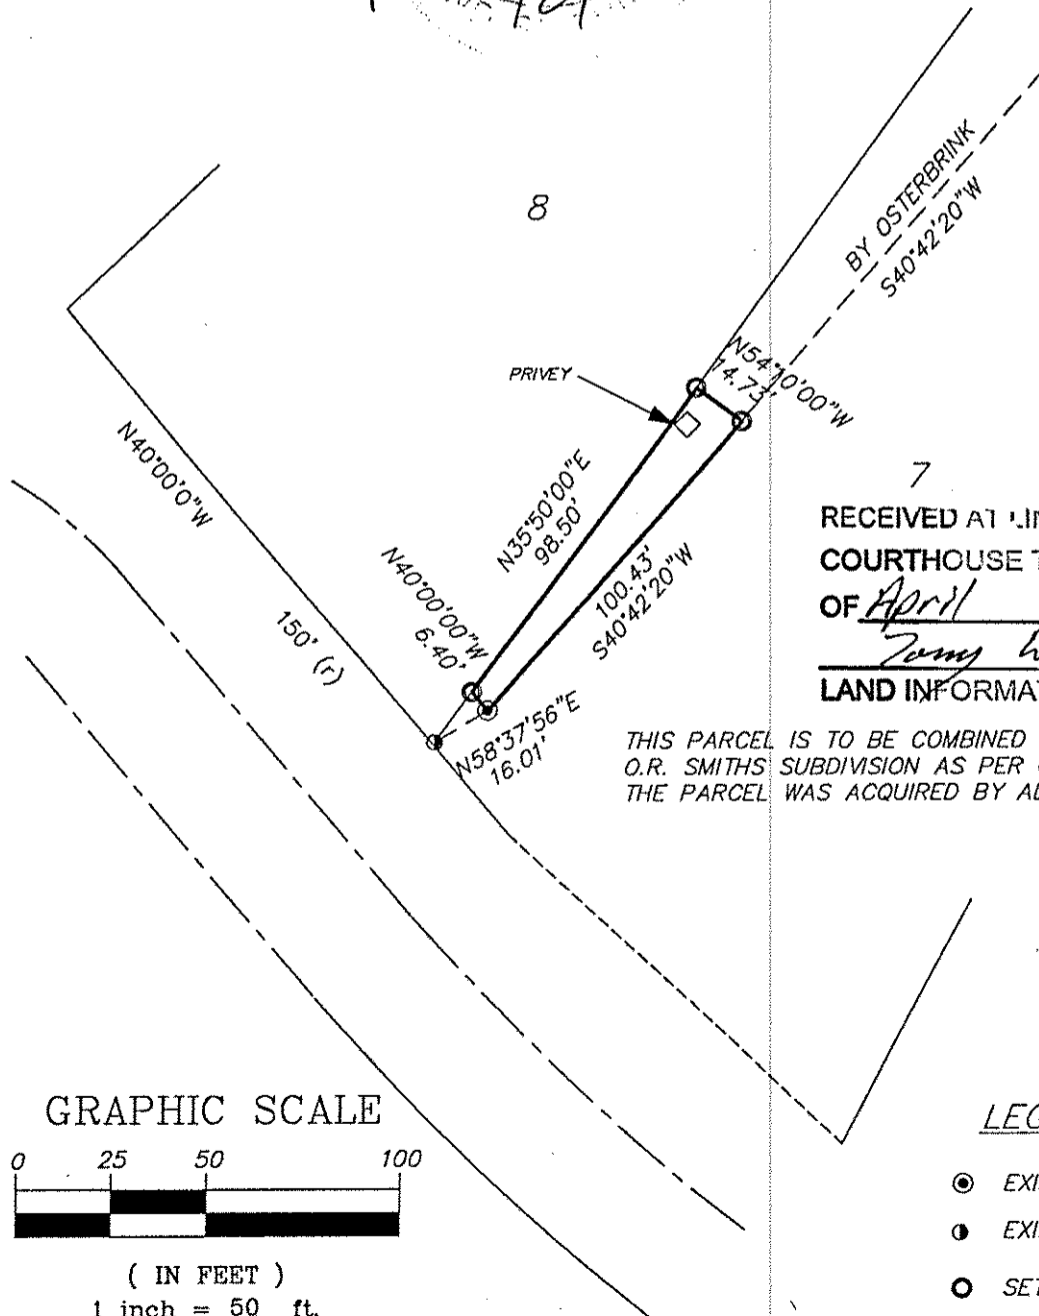 8
BY OSTERBRINK
S40°42'20"W
N54°10'00"W
14.73'
PRIVEY
N40°00'0"W
N35°50'00"E
98.50'
7
RECEIVED AT LIN
COURTHOUSE T
OF April
LAND INFORMAT
100.43'
S40°42'20"W
N40°00'00"W
6.40'
150' (r)
N58°37'56"E
16.01'
THIS PARCEL IS TO BE COMBINED
O.R. SMITHS SUBDIVISION AS PER
THE PARCEL WAS ACQUIRED BY
GRAPHIC SCALE
0 25 50 100
( IN FEET )
1 inch = 50 ft.
LEG
EXI
EXI
SET